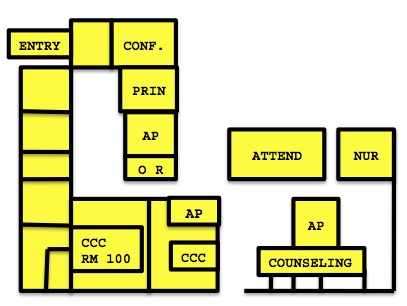 ENTRY
CONF.
PRIN
AP
O R
ATTEND
NUR
AP
AP
CCC
RM 100
CCC
COUNSELING